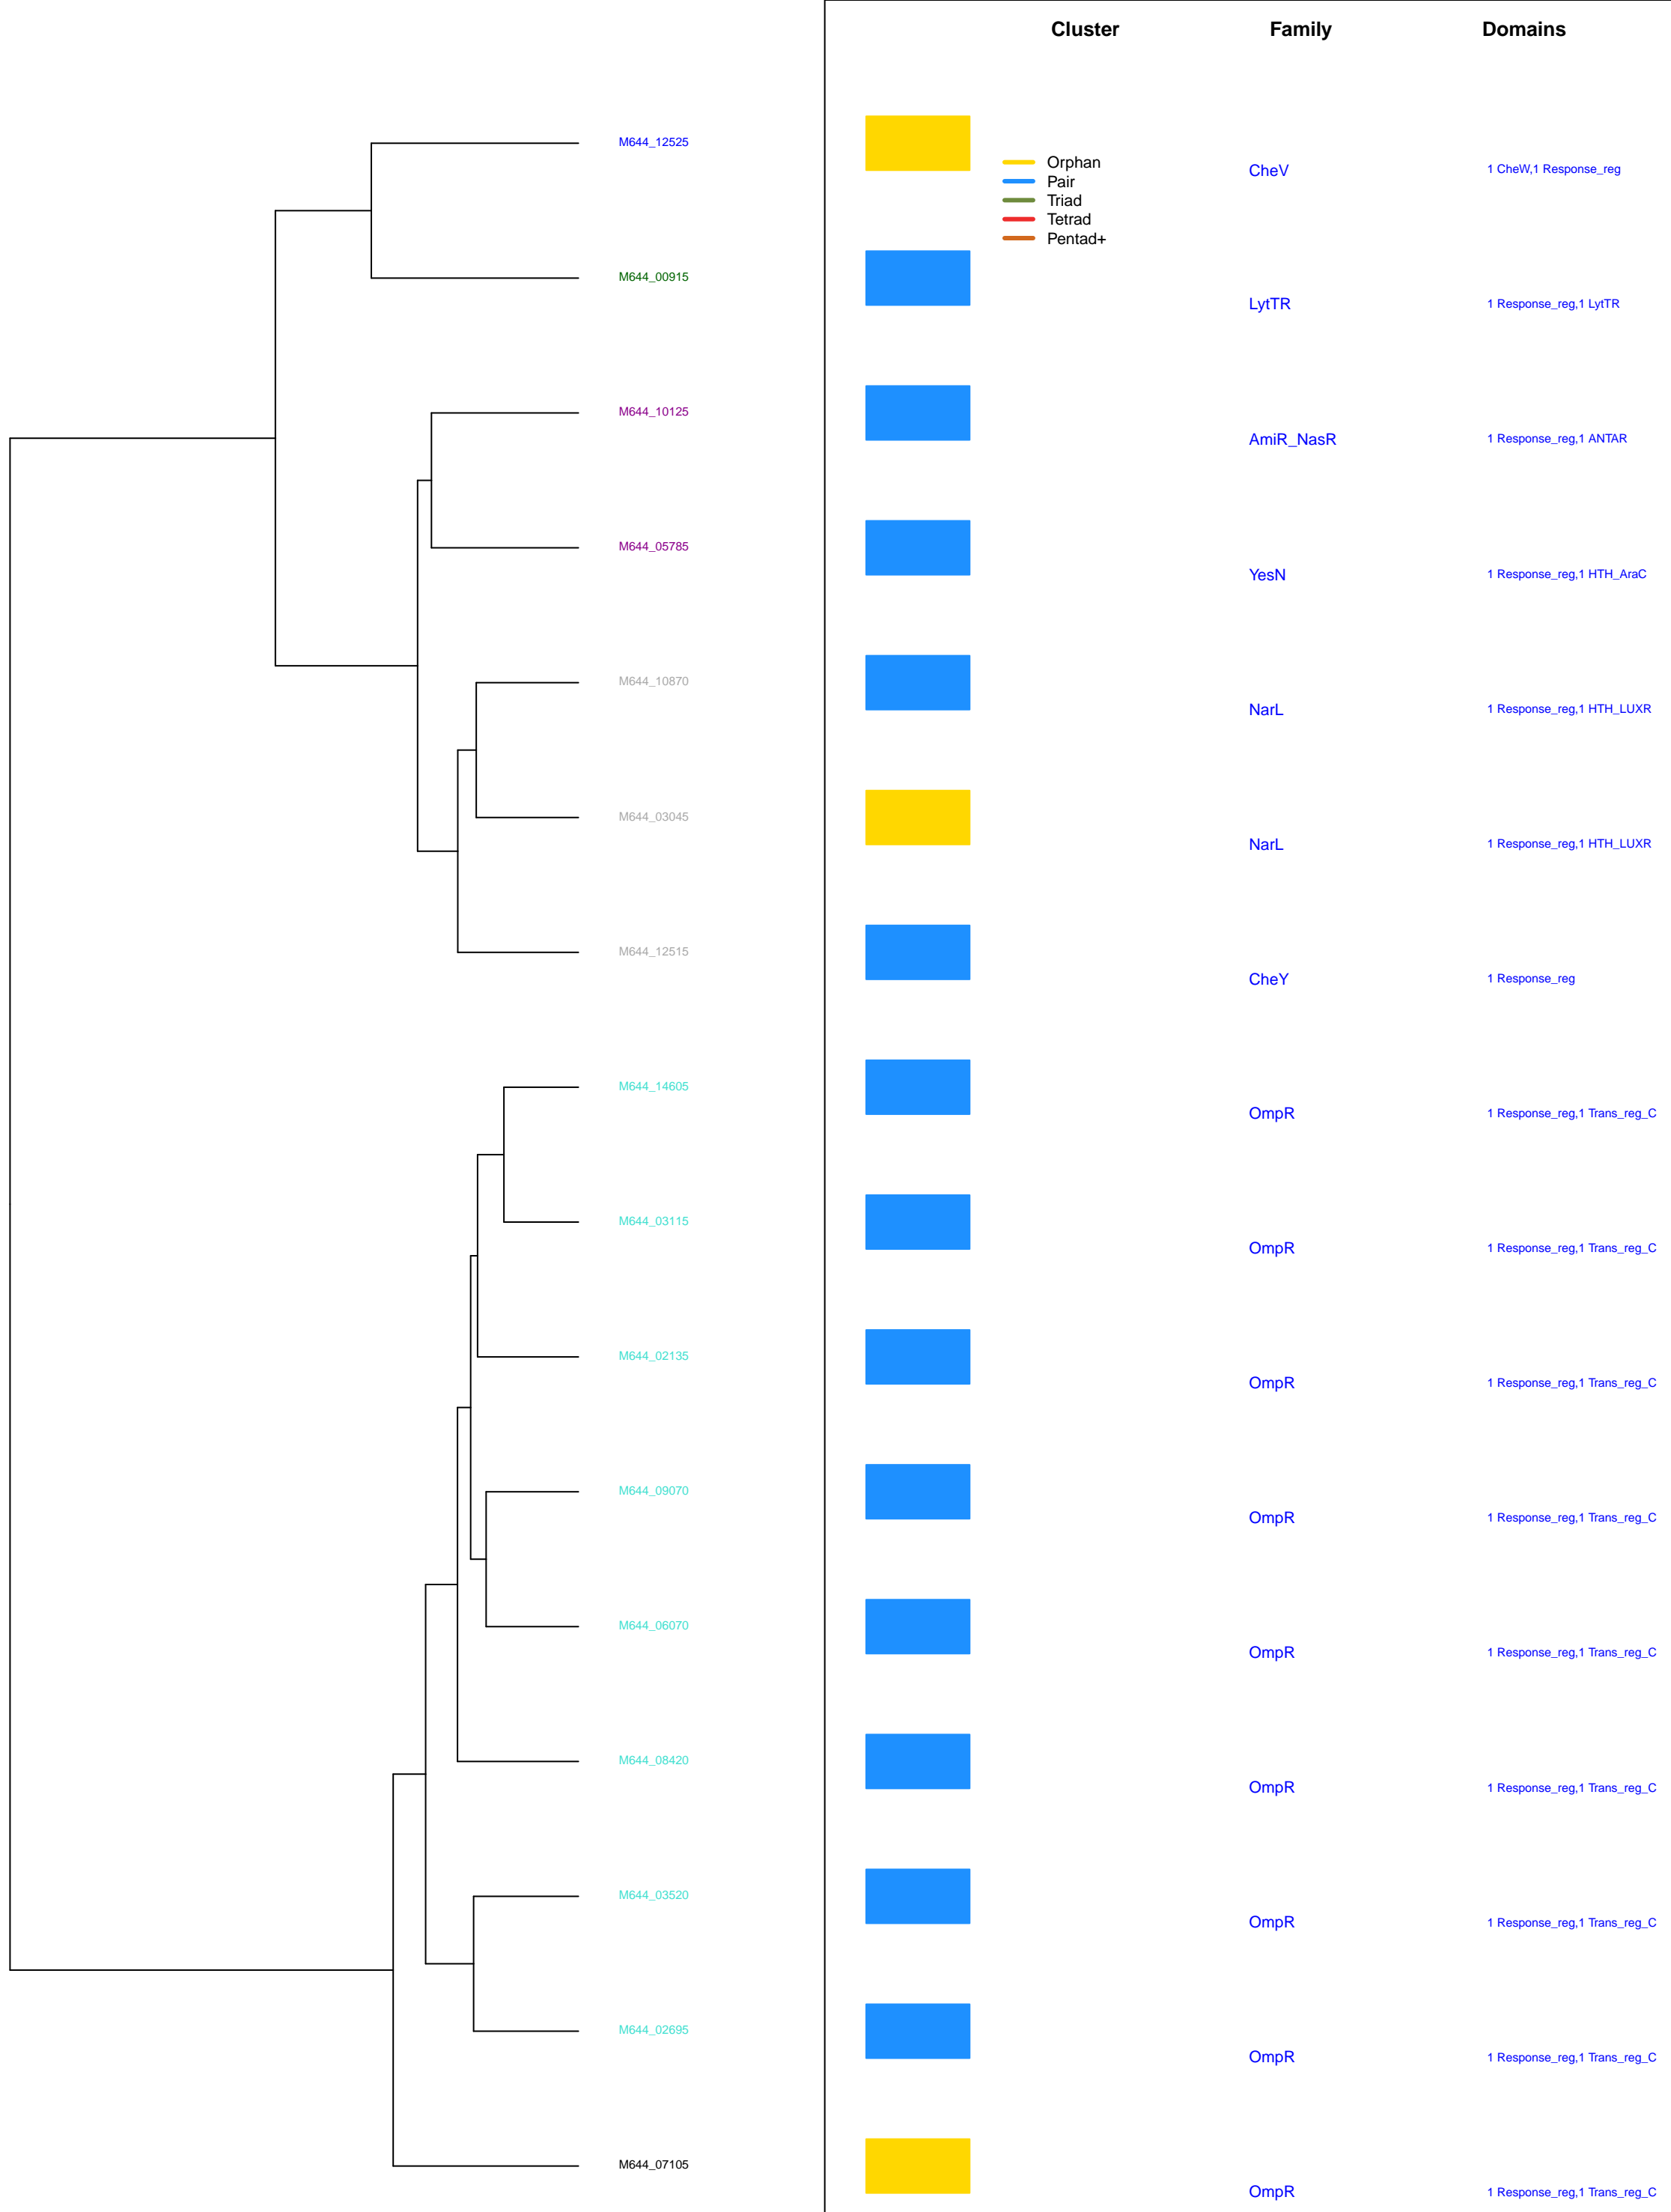 Cluster Family Domains
M644_12525
Orphan
CheV 1 CheW,1 Response_reg
Pair
Triad
Tetrad
Pentad+
M644_00915
LytTR 1 Response_reg,1 LytTR
M644_10125
AmiR_NasR 1 Response_reg,1 ANTAR
M644_05785
YesN 1 Response_reg,1 HTH_AraC
M644_10870
NarL 1 Response_reg,1 HTH_LUXR
M644_03045
NarL 1 Response_reg,1 HTH_LUXR
M644_12515
CheY 1 Response_reg
M644_14605
OmpR 1 Response_reg,1 Trans_reg_C
M644_03115
OmpR 1 Response_reg,1 Trans_reg_C
M644_02135
OmpR 1 Response_reg,1 Trans_reg_C
M644_09070
OmpR 1 Response_reg,1 Trans_reg_C
M644_06070
OmpR 1 Response_reg,1 Trans_reg_C
M644_08420
OmpR 1 Response_reg,1 Trans_reg_C
M644_03520
OmpR 1 Response_reg,1 Trans_reg_C
M644_02695
OmpR 1 Response_reg,1 Trans_reg_C
M644_07105
OmpR 1 Response_reg,1 Trans_reg_C